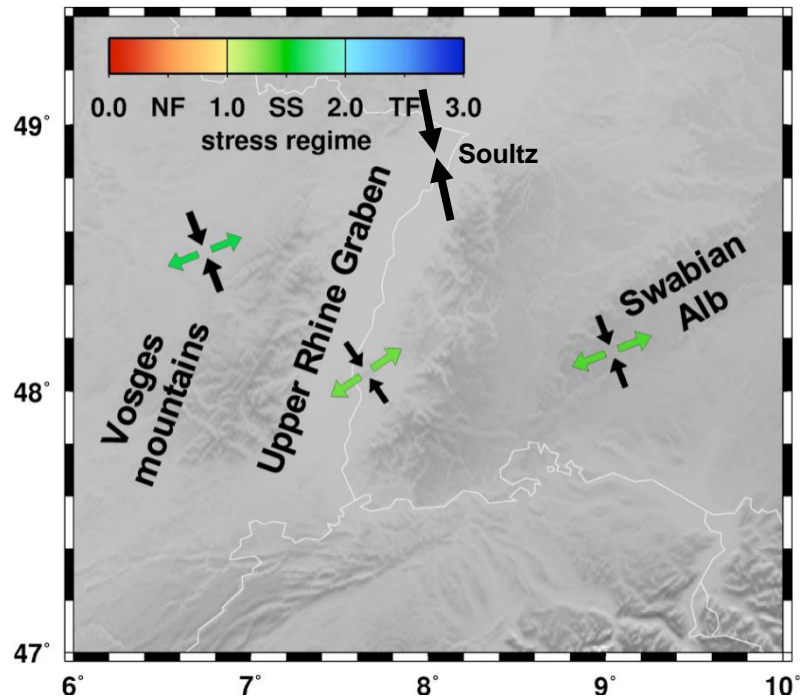 0.0 NF 1.0 SS 2.0 TF 3.0
stress regime
49°
Soultz
Upper Rhine Graben
Swabian
Alb
Vosges
mountains
48°
47°
6° 7° 8° 9° 10°